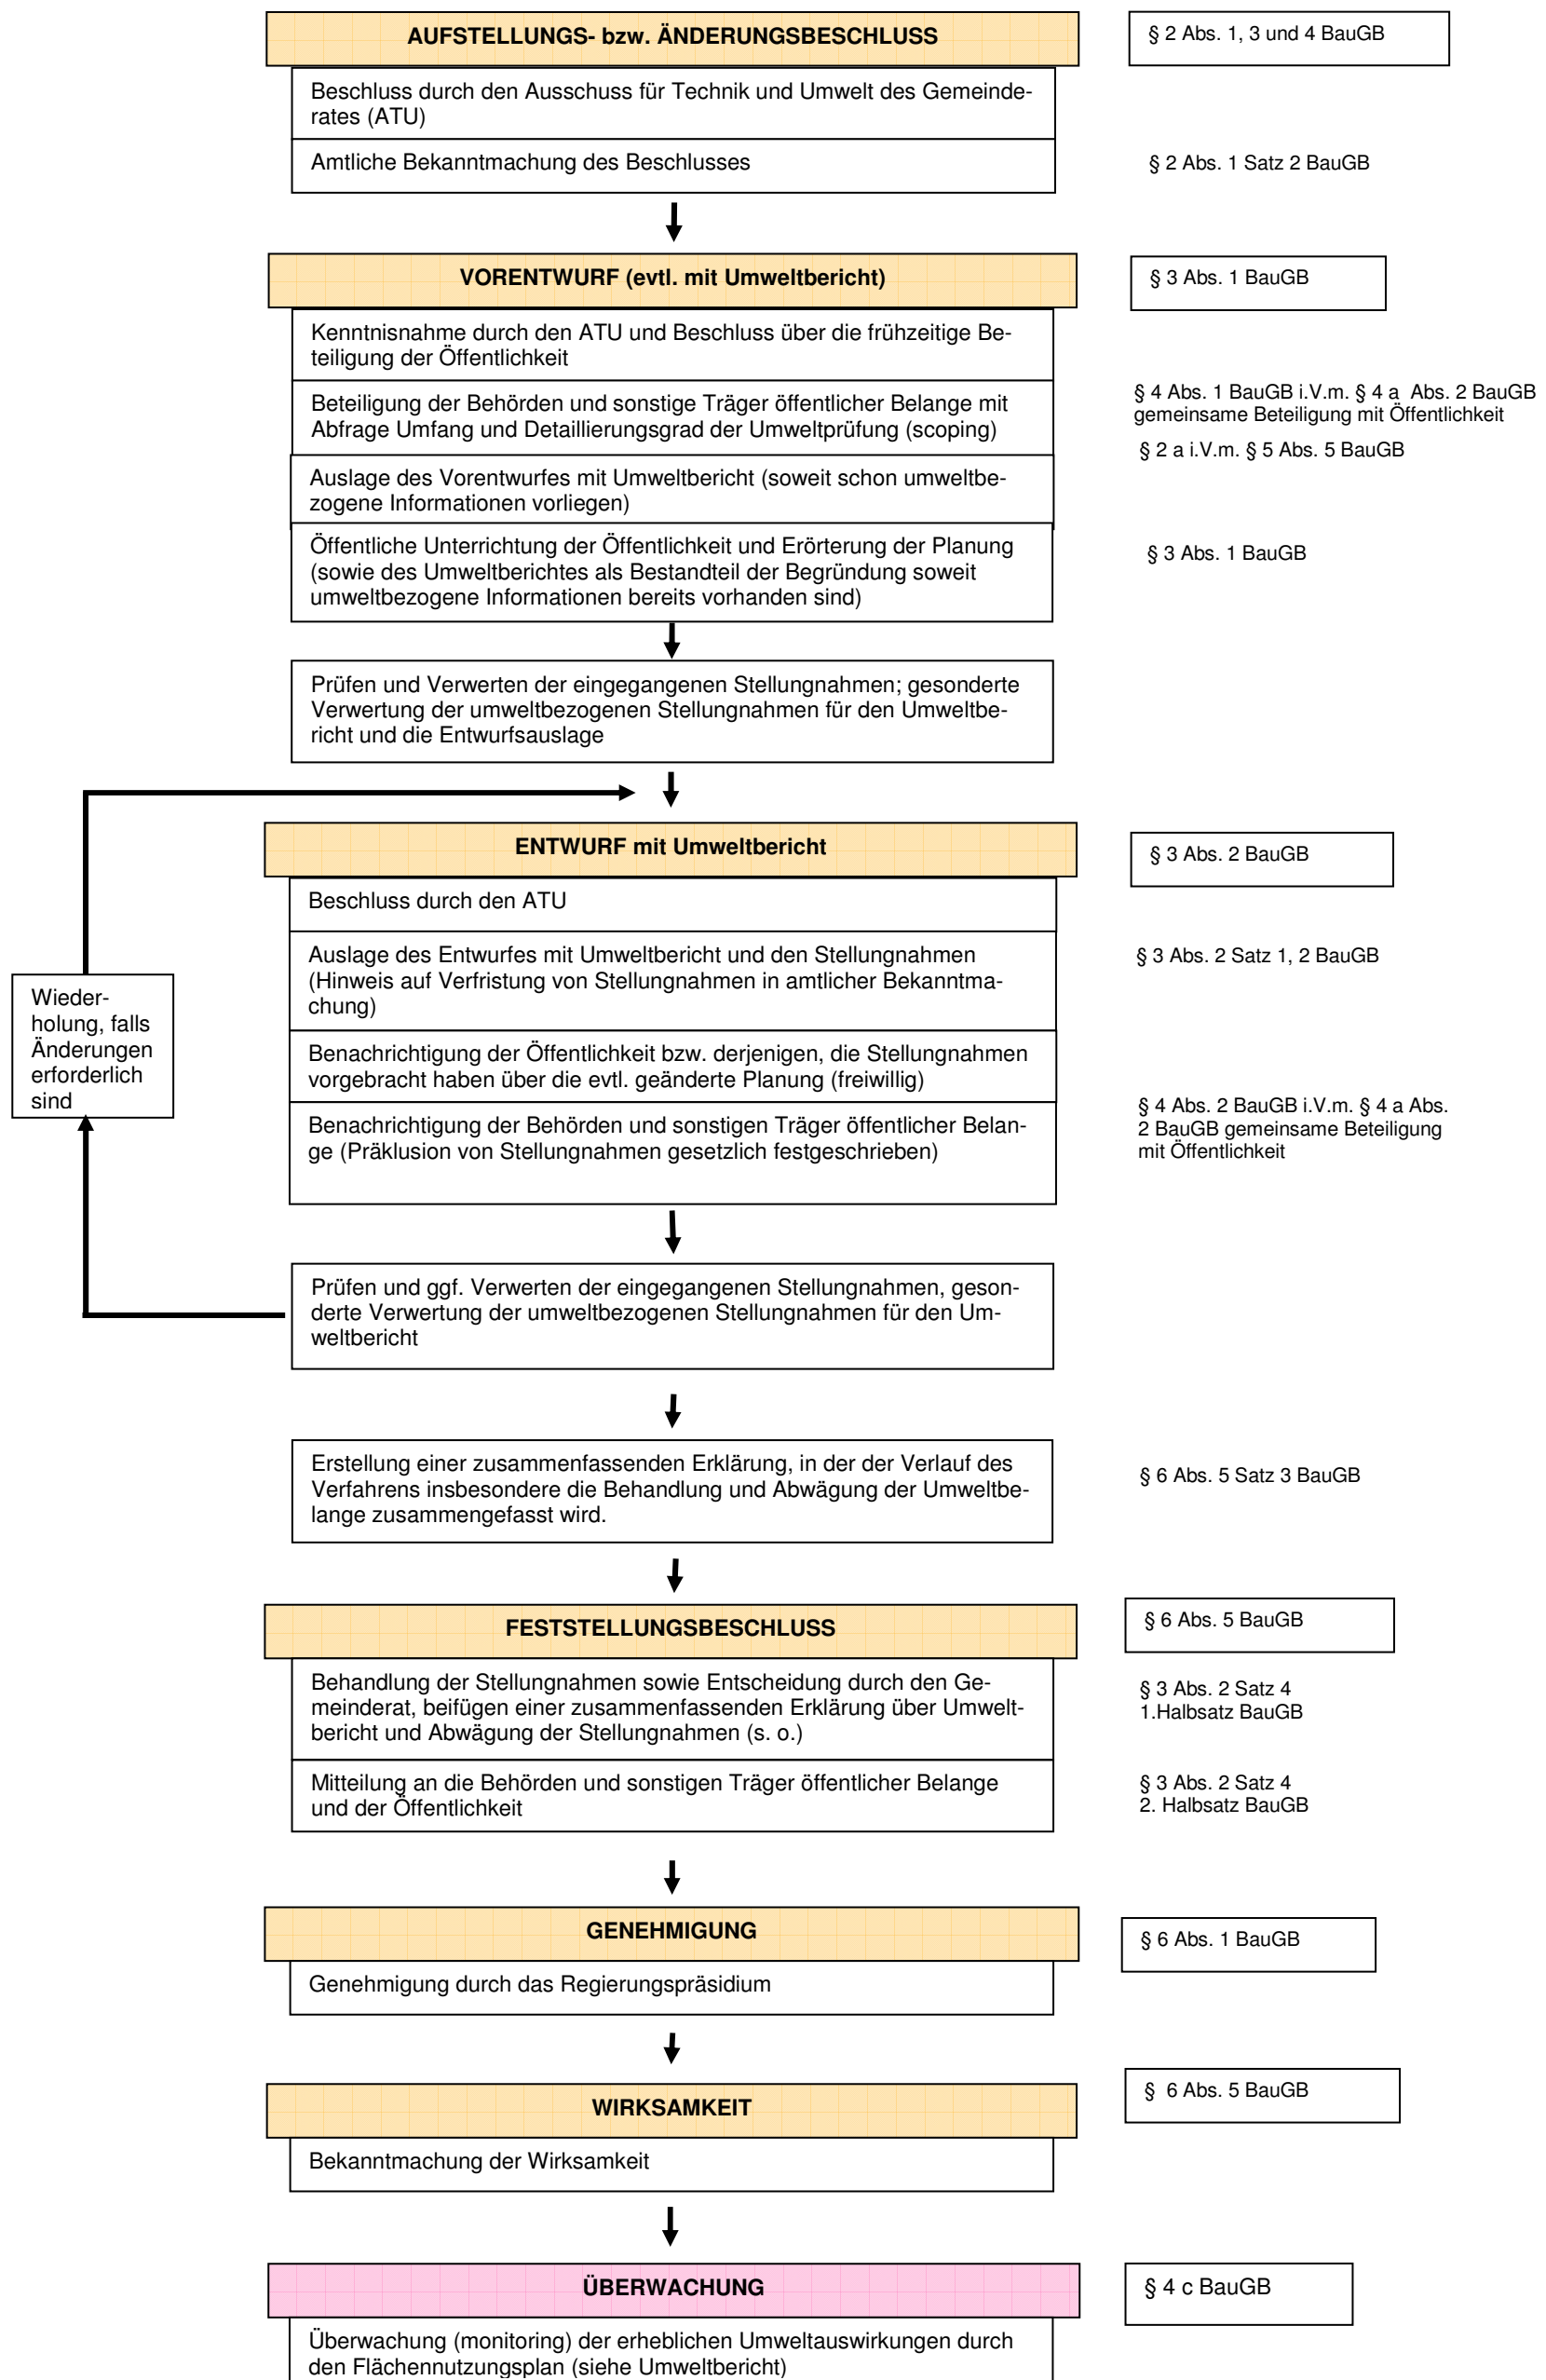 AUFSTELLUNGS- bzw. ÄNDERUNGSBESCHLUSS
§ 2 Abs. 1, 3 und 4 BauGB
Beschluss durch den Ausschuss für Technik und Umwelt des Gemeinde-
rates (ATU)
Amtliche Bekanntmachung des Beschlusses
§ 2 Abs. 1 Satz 2 BauGB
VORENTWURF (evtl. mit Umweltbericht)
§ 3 Abs. 1 BauGB
Kenntnisnahme durch den ATU und Beschluss über die frühzeitige Be-
teiligung der Öffentlichkeit
Beteiligung der Behörden und sonstige Träger öffentlicher Belange mit
Abfrage Umfang und Detaillierungsgrad der Umweltprüfung (scoping)
§ 4 Abs. 1 BauGB i.V.m. § 4 a Abs. 2 BauGB
gemeinsame Beteiligung mit Öffentlichkeit
§ 2 a i.V.m. § 5 Abs. 5 BauGB
Auslage des Vorentwurfes mit Umweltbericht (soweit schon umweltbe-
zogene Informationen vorliegen)
Öffentliche Unterrichtung der Öffentlichkeit und Erörterung der Planung
(sowie des Umweltberichtes als Bestandteil der Begründung soweit
umweltbezogene Informationen bereits vorhanden sind)
§ 3 Abs. 1 BauGB
Prüfen und Verwerten der eingegangenen Stellungnahmen; gesonderte
Verwertung der umweltbezogenen Stellungnahmen für den Umweltbe-
richt und die Entwurfsauslage
ENTWURF mit Umweltbericht
§ 3 Abs. 2 BauGB
Beschluss durch den ATU
Auslage des Entwurfes mit Umweltbericht und den Stellungnahmen
(Hinweis auf Verfristung von Stellungnahmen in amtlicher Bekanntma-
chung)
§ 3 Abs. 2 Satz 1, 2 BauGB
Wieder-
holung, falls
Änderungen
erforderlich
sind
Benachrichtigung der Öffentlichkeit bzw. derjenigen, die Stellungnahmen
vorgebracht haben über die evtl. geänderte Planung (freiwillig)
Benachrichtigung der Behörden und sonstigen Träger öffentlicher Belan-
ge (Präklusion von Stellungnahmen gesetzlich festgeschrieben)
§ 4 Abs. 2 BauGB i.V.m. § 4 a Abs.
2 BauGB gemeinsame Beteiligung
mit Öffentlichkeit
Prüfen und ggf. Verwerten der eingegangenen Stellungnahmen, geson-
derte Verwertung der umweltbezogenen Stellungnahmen für den Um-
weltbericht
Erstellung einer zusammenfassenden Erklärung, in der der Verlauf des
Verfahrens insbesondere die Behandlung und Abwägung der Umweltbe-
lange zusammengefasst wird.
§ 6 Abs. 5 Satz 3 BauGB
FESTSTELLUNGSBESCHLUSS
§ 6 Abs. 5 BauGB
Behandlung der Stellungnahmen sowie Entscheidung durch den Ge-
meinderat, beifügen einer zusammenfassenden Erklärung über Umwelt-
bericht und Abwägung der Stellungnahmen (s. o.)
§ 3 Abs. 2 Satz 4
1.Halbsatz BauGB
Mitteilung an die Behörden und sonstigen Träger öffentlicher Belange
und der Öffentlichkeit
§ 3 Abs. 2 Satz 4
2. Halbsatz BauGB
GENEHMIGUNG
§ 6 Abs. 1 BauGB
Genehmigung durch das Regierungspräsidium
WIRKSAMKEIT
§ 6 Abs. 5 BauGB
Bekanntmachung der Wirksamkeit
ÜBERWACHUNG
§ 4 c BauGB
Überwachung (monitoring) der erheblichen Umweltauswirkungen durch
den Flächennutzungsplan (siehe Umweltbericht)